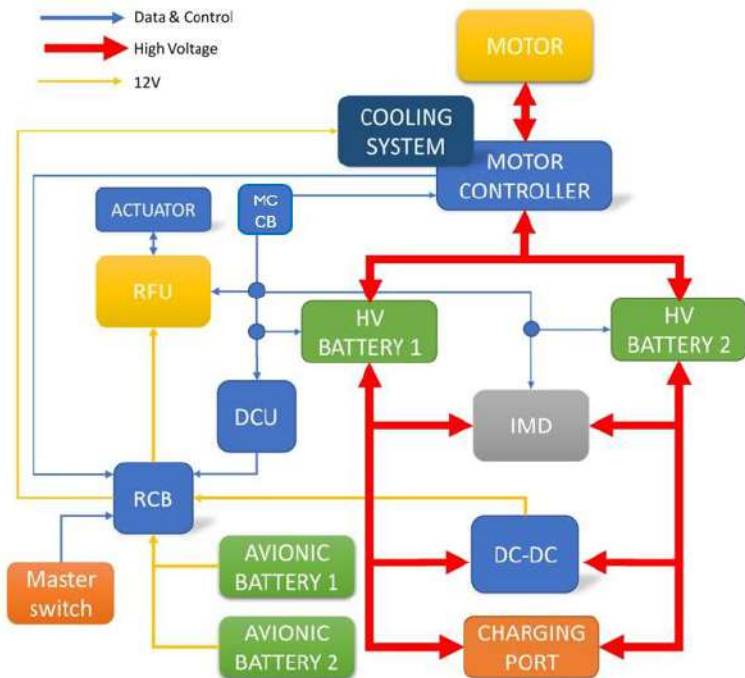 Data & Control
High Voltage
12V
MOTOR
COOLING
SYSTEM
MOTOR
CONTROLLER
ACTUATOR
MC
CB
RFU
HV
BATTERY 1
HV
BATTERY 2
DCU
IMD
RCB
DC-DC
Master
switch
AVIONIC
BATTERY 1
AVIONIC
BATTERY 2
CHARGING
PORT